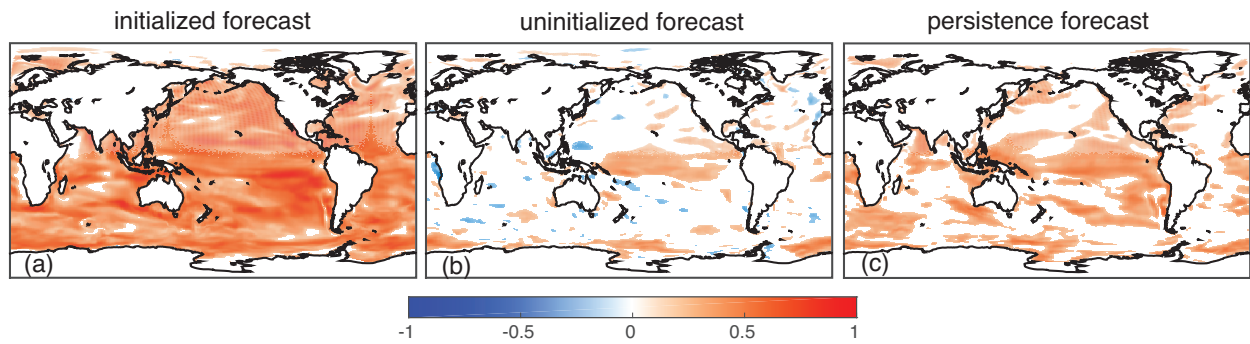 initialized forecast
uninitialized forecast
persistence forecast
(a)
(b)
(c)
-1
-0.5
0
0.5
1